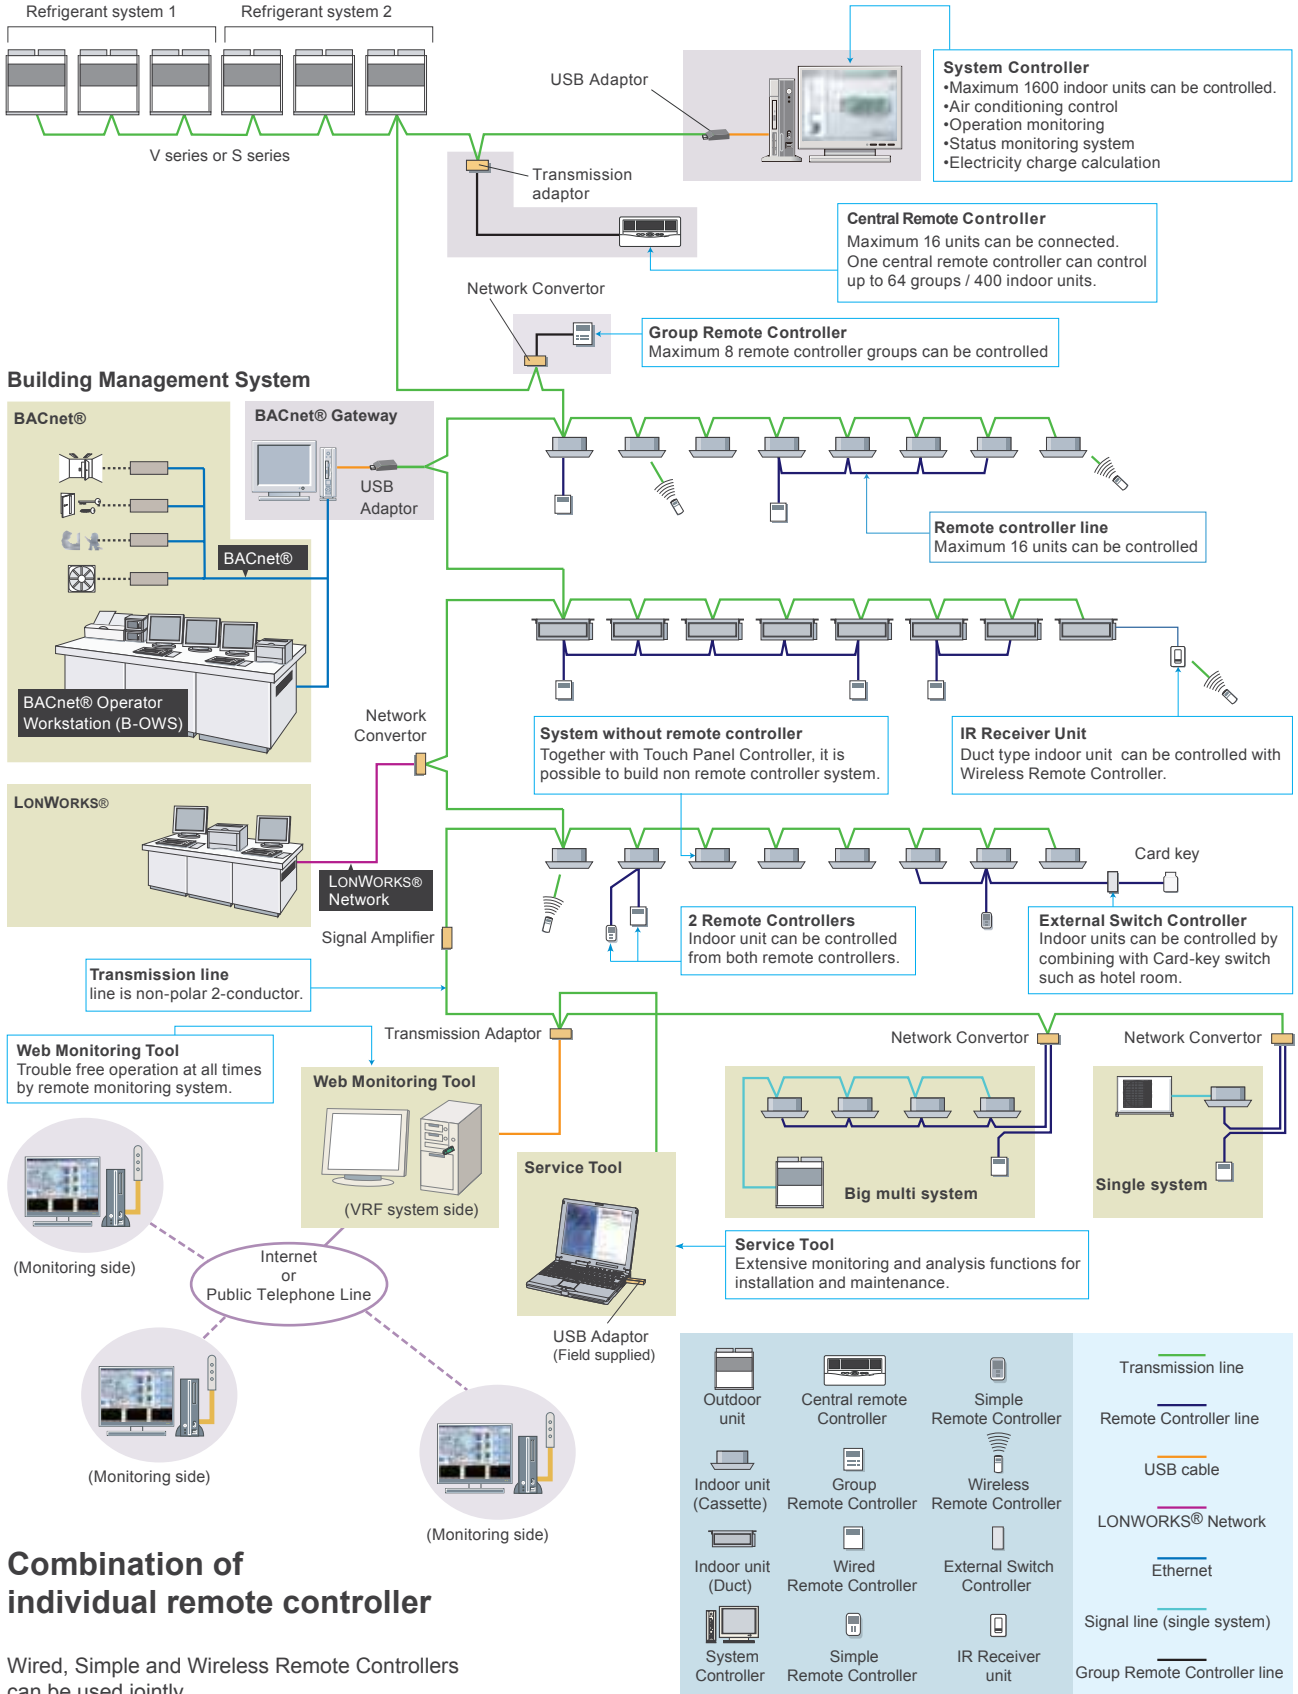 Refrigerant system 1
Refrigerant system 2
V series or S series
USB Adaptor
System Controller
•Maximum 1600 indoor units can be controlled.
•Air conditioning control
•Operation monitoring
•Status monitoring system
•Electricity charge calculation
Transmission
adaptor
Central Remote Controller
Maximum 16 units can be connected.
One central remote controller can control
up to 64 groups / 400 indoor units.
Network Convertor
Group Remote Controller
Maximum 8 remote controller groups can be controlled
Building Management System
BACnet®
BACnet® Gateway
USB
Adaptor
BACnet®
Remote controller line
Maximum 16 units can be controlled
BACnet® Operator
Workstation (B-OWS)
Network
Convertor
System without remote controller
Together with Touch Panel Controller, it is
possible to build non remote controller system.
IR Receiver Unit
Duct type indoor unit can be controlled with
Wireless Remote Controller.
LONWORKS®
LONWORKS®
Network
Card key
Signal Amplifier
2 Remote Controllers
Indoor unit can be controlled
from both remote controllers.
External Switch Controller
Indoor units can be controlled by
combining with Card-key switch
such as hotel room.
Transmission line
line is non-polar 2-conductor.
Transmission Adaptor
Network Convertor
Network Convertor
Web Monitoring Tool
Trouble free operation at all times
by remote monitoring system.
Web Monitoring Tool
(VRF system side)
Service Tool
Big multi system
Single system
(Monitoring side)
Internet
or
Public Telephone Line
Service Tool
Extensive monitoring and analysis functions for
installation and maintenance.
USB Adaptor
(Field supplied)
(Monitoring side)
(Monitoring side)
Outdoor
unit
Central remote
Controller
Simple
Remote Controller
Indoor unit
(Cassette)
Group
Remote Controller
Wireless
Remote Controller
Indoor unit
(Duct)
Wired
Remote Controller
External Switch
Controller
System
Controller
Simple
Remote Controller
IR Receiver
unit
Transmission line
Remote Controller line
USB cable
LONWORKS® Network
Ethernet
Signal line (single system)
Group Remote Controller line
Combination of
individual remote controller
Wired, Simple and Wireless Remote Controllers
can be used jointly